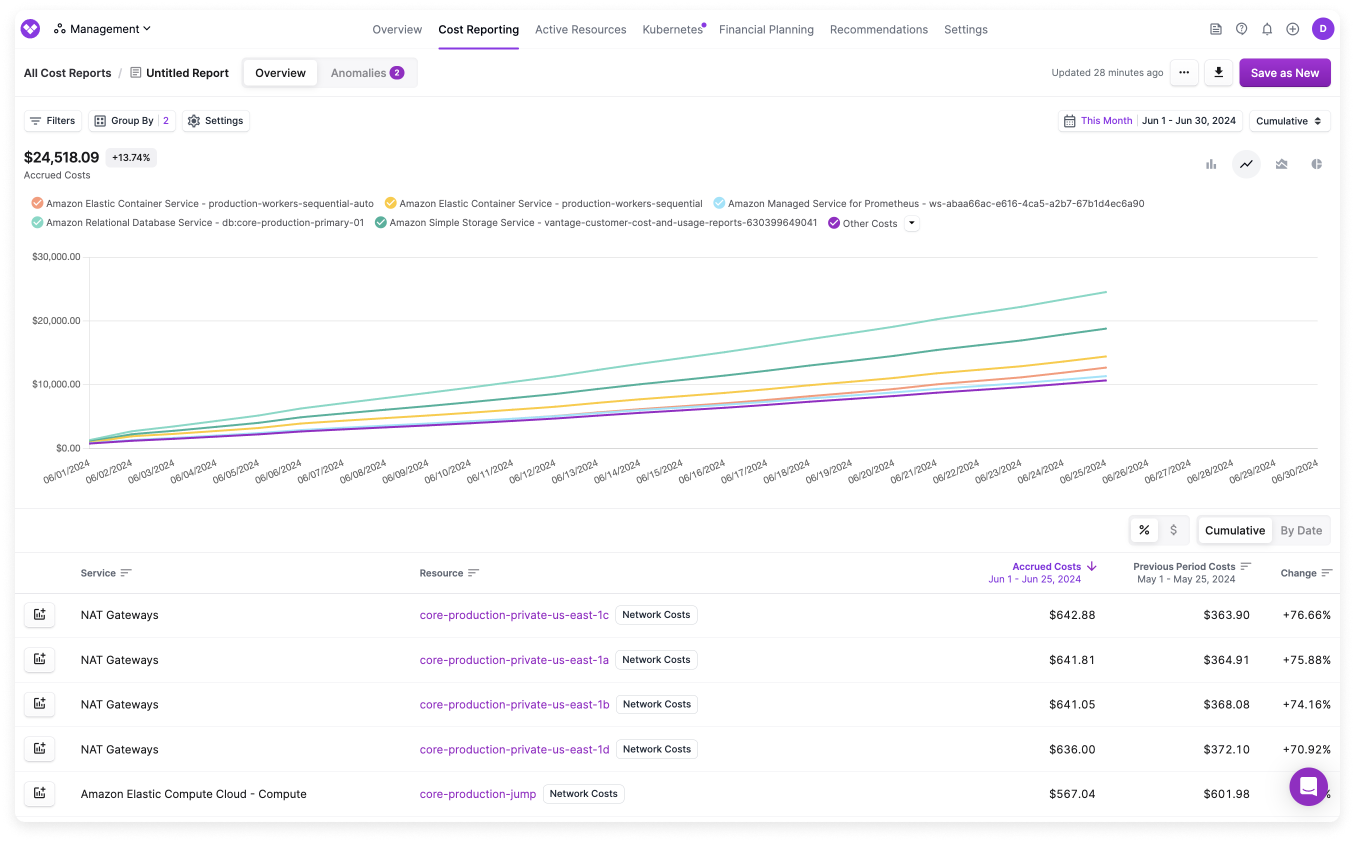 Management
Overview Cost Reporting Active Resources Kubernetes Financial Planning Recommendations Settings
D
All Cost Reports / Untitled Report Overview Anomalies 2
Updated 28 minutes ago ... Save as New
Filters Group By 2 Settings
This Month Jun 1 - Jun 30, 2024 Cumulative
$24,518.09 +13.74%
Accrued Costs
Amazon Elastic Container Service - production-workers-sequential-auto Amazon Elastic Container Service - production-workers-sequential Amazon Managed Service for Prometheus - ws-abaa66ac-e616-4ca5-a2b7-67b1d4ec6a90
Amazon Relational Database Service - db:core-production-primary-01 Amazon Simple Storage Service - vantage-customer-cost-and-usage-reports-630399649041 Other Costs
$30,000.00
$20,000.00
$10,000.00
$0.00
06/01/2024 06/02/2024 06/03/2024 06/04/2024 06/05/2024 06/06/2024 06/07/2024 06/08/2024 06/09/2024 06/10/2024 06/11/2024 06/12/2024 06/13/2024 06/14/2024 06/15/2024 06/16/2024 06/17/2024 06/18/2024 06/19/2024 06/20/2024 06/21/2024 06/22/2024 06/23/2024 06/24/2024 06/25/2024 06/26/2024 06/27/2024 06/28/2024 06/29/2024 06/30/2024
% $ Cumulative By Date
Service Resource Accrued Costs Previous Period Costs Change
Jun 1 - Jun 25, 2024 May 1 - May 25, 2024
NAT Gateways core-production-private-us-east-1c Network Costs $642.88 $363.90 +76.66%
NAT Gateways core-production-private-us-east-1a Network Costs $641.81 $364.91 +75.88%
NAT Gateways core-production-private-us-east-1b Network Costs $641.05 $368.08 +74.16%
NAT Gateways core-production-private-us-east-1d Network Costs $636.00 $372.10 +70.92%
Amazon Elastic Compute Cloud - Compute core-production-jump Network Costs $567.04 $601.98 %